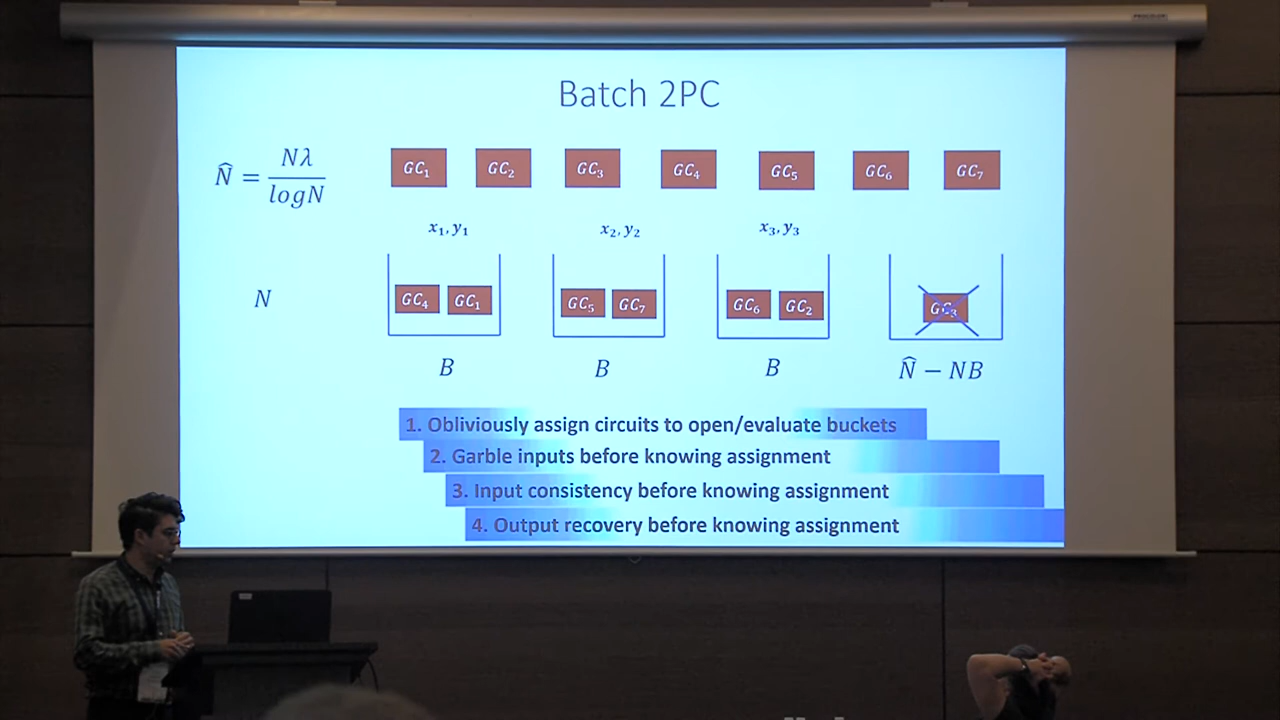 Batch 2PC
N̂ = Nλ / logN
GC₁ GC₂ GC₃ GC₄ GC₅ GC₆ GC₇
x₁, y₁ x₂, y₂ x₃, y₃
N
GC₄ GC₁ GC₅ GC₇ GC₆ GC₂ GC₃
B B B N̂ − NB
1. Obliviously assign circuits to open/evaluate buckets
2. Garble inputs before knowing assignment
3. Input consistency before knowing assignment
4. Output recovery before knowing assignment